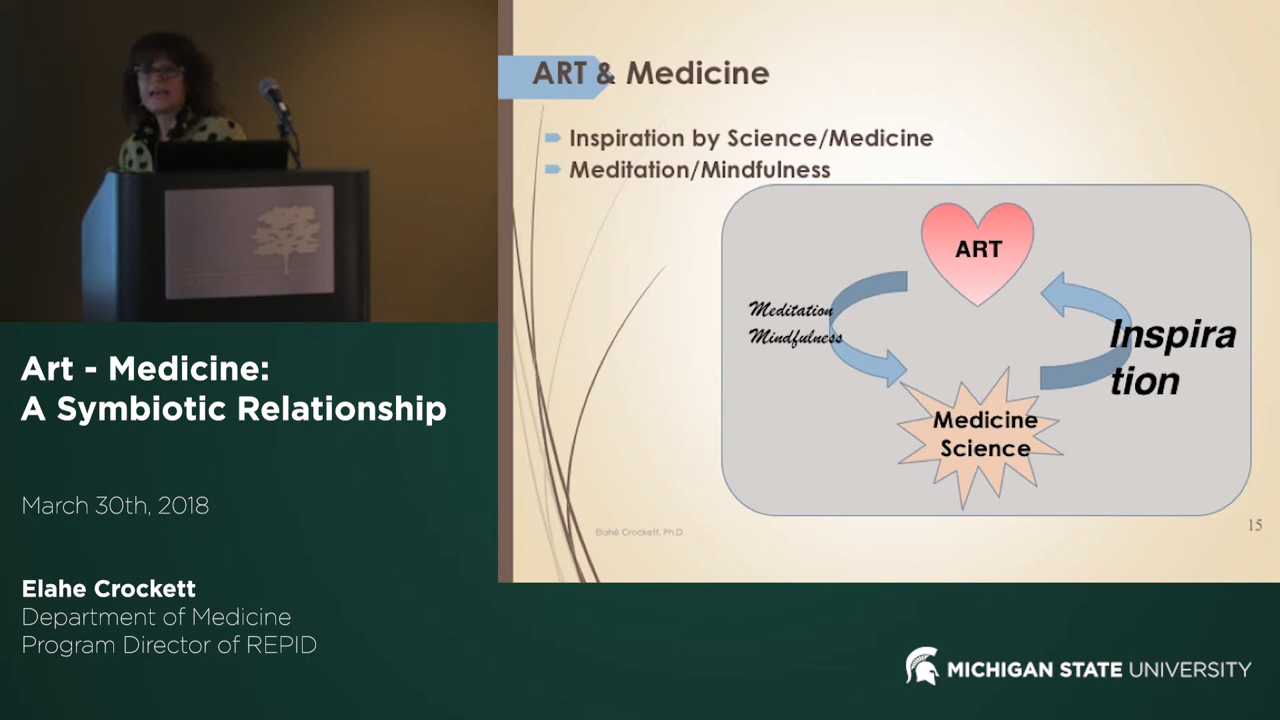 ART & Medicine
Inspiration by Science/Medicine
Meditation/Mindfulness
ART
Meditation
Mindfulness
Inspira
tion
Medicine
Science
Elahé Crockett, Ph.D
15
Art - Medicine:
A Symbiotic Relationship
March 30th, 2018
Elahe Crockett
Department of Medicine
Program Director of REPID
MICHIGAN STATE UNIVERSITY